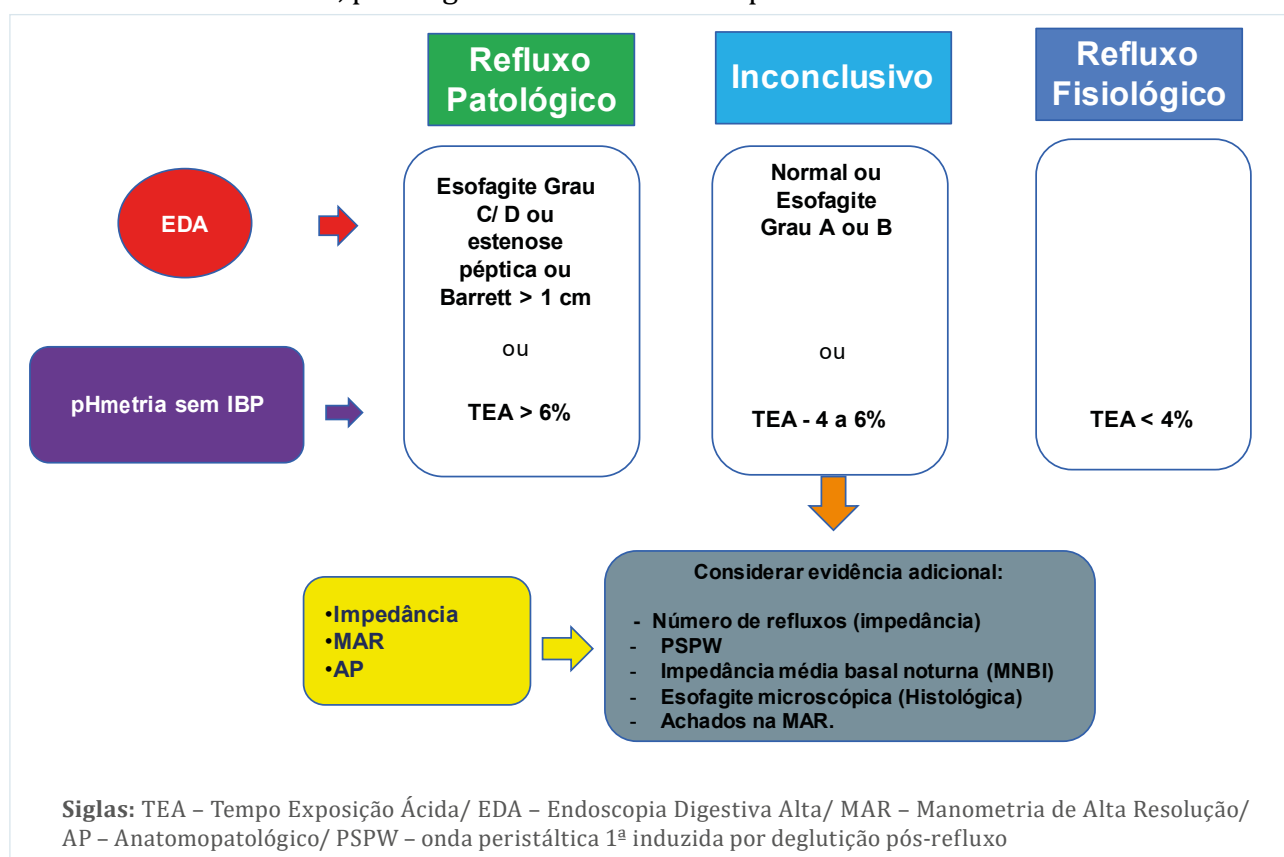 Refluxo
Patológico
Inconclusivo
Refluxo
Fisiológico
EDA
Esofagite Grau
C/ D ou
estenose
péptica ou
Barrett > 1 cm
ou
TEA > 6%
Normal ou
Esofagite
Grau A ou B
ou
TEA - 4 a 6%
TEA < 4%
pHmetria sem IBP
•Impedância
•MAR
•AP
Considerar evidência adicional:
- Número de refluxos (impedância)
- PSPW
- Impedância média basal noturna (MNBI)
- Esofagite microscópica (Histológica)
- Achados na MAR.
Siglas: TEA – Tempo Exposição Ácida/ EDA – Endoscopia Digestiva Alta/ MAR – Manometria de Alta Resolução/
AP – Anatomopatológico/ PSPW – onda peristáltica 1ª induzida por deglutição pós-refluxo